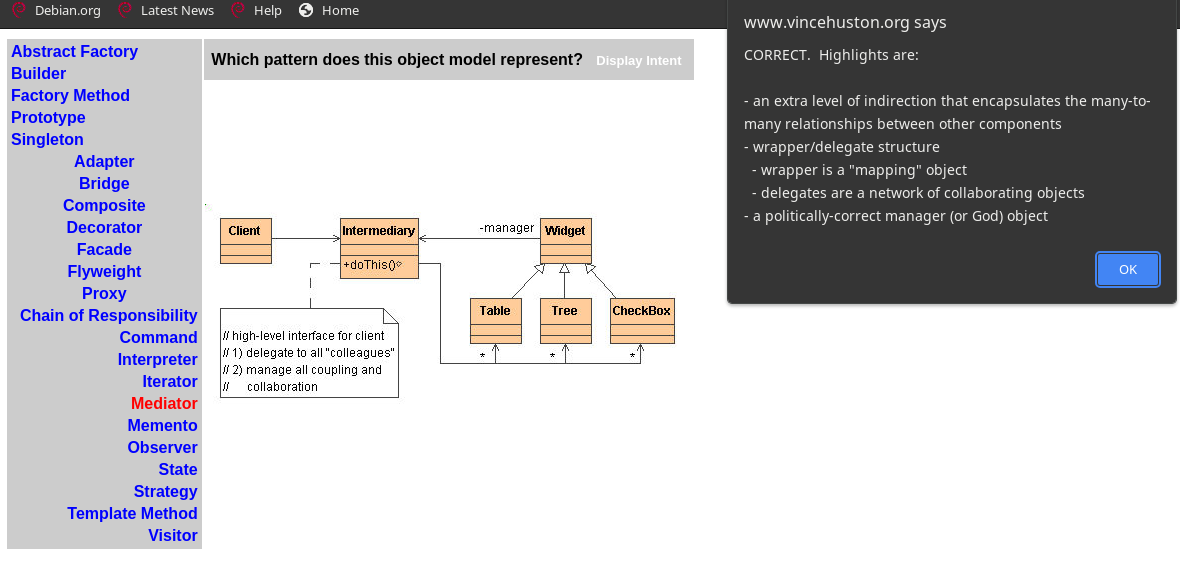 Debian.org Latest News Help Home
www.vincehuston.org says
CORRECT.  Highlights are:
- an extra level of indirection that encapsulates the many-to-
many relationships between other components
- wrapper/delegate structure
- wrapper is a "mapping" object
- delegates are a network of collaborating objects
- a politically-correct manager (or God) object
OK
Abstract Factory
Builder
Factory Method
Prototype
Singleton
Adapter
Bridge
Composite
Decorator
Facade
Flyweight
Proxy
Chain of Responsibility
Command
Interpreter
Iterator
Mediator
Memento
Observer
State
Strategy
Template Method
Visitor
Which pattern does this object model represent? Display Intent
Client
Intermediary
+doThis()
-manager
Widget
Table
Tree
CheckBox
* * *
// high-level interface for client
// 1) delegate to all "colleagues"
// 2) manage all coupling and
// collaboration